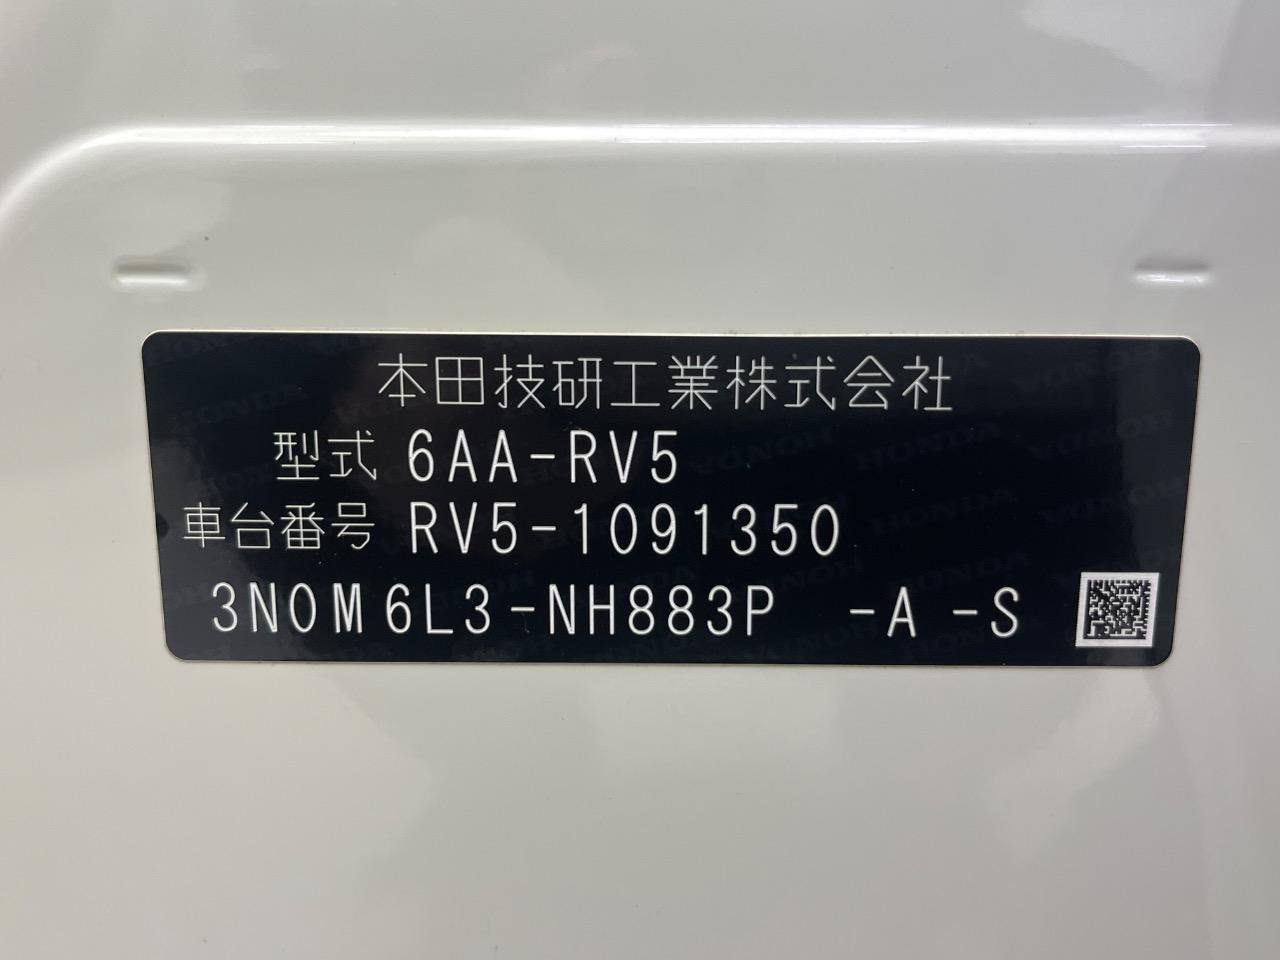 本田技研工業株式会社
型式 6AA-RV5
車台番号 RV5-1091350
3N0M6L3-NH883P -A -S